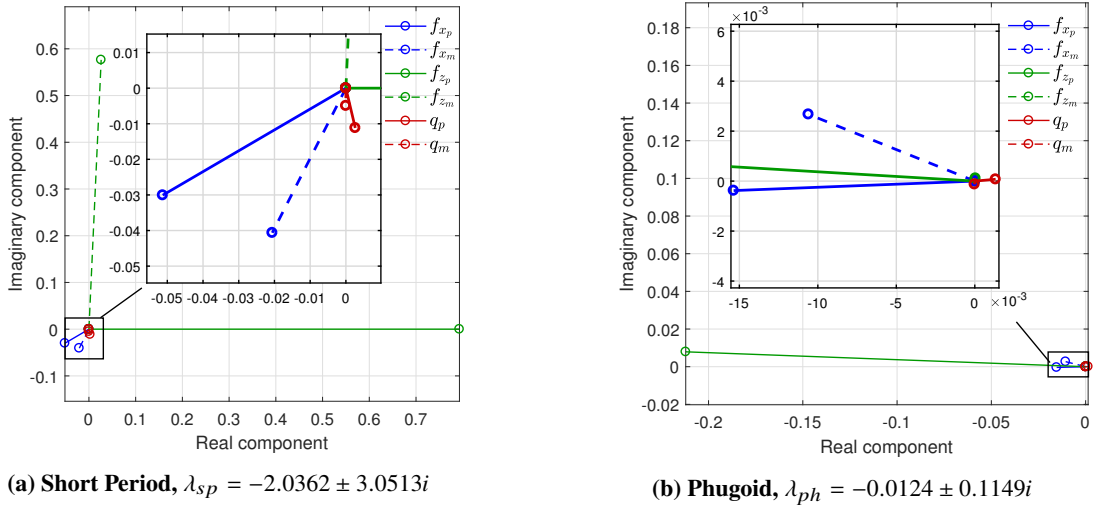 0.6
0.5
0.4
0.3
0.2
0.1
0
-0.1
0 0.1 0.2 0.3 0.4 0.5 0.6 0.7
Real component
Imaginary component
0.01
0
-0.01
-0.02
-0.03
-0.04
-0.05
-0.05 -0.04 -0.03 -0.02 -0.01 0
f_{x_p}
f_{x_m}
f_{z_p}
f_{z_m}
q_p
q_m
(a) Short Period, λ_{sp} = −2.0362 ± 3.0513i
0.18
0.16
0.14
0.12
0.1
0.08
0.06
0.04
0.02
0
-0.02
-0.2 -0.15 -0.1 -0.05 0
Real component
Imaginary component
×10⁻³
6
4
2
0
-2
-4
-15 -10 -5 0 ×10⁻³
f_{x_p}
f_{x_m}
f_{z_p}
f_{z_m}
q_p
q_m
(b) Phugoid, λ_{ph} = −0.0124 ± 0.1149i